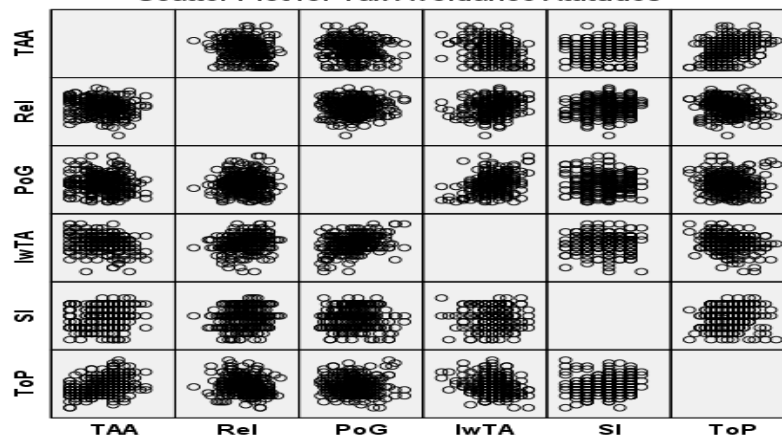 TAA
Rel
PoG
IwTA
SI
ToP
TAA Rel PoG IwTA SI ToP